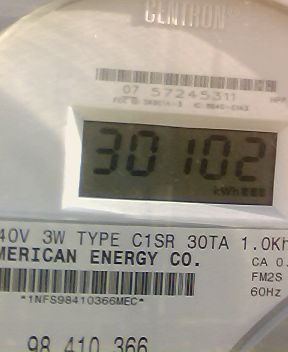 CENTRON
07 57245311
30102
kWh
40V 3W TYPE C1SR 30TA 1.0Kh
MERICAN ENERGY CO.
CA 0.
FM2S
60Hz
*1NFS98410366MEC*
98 410 366